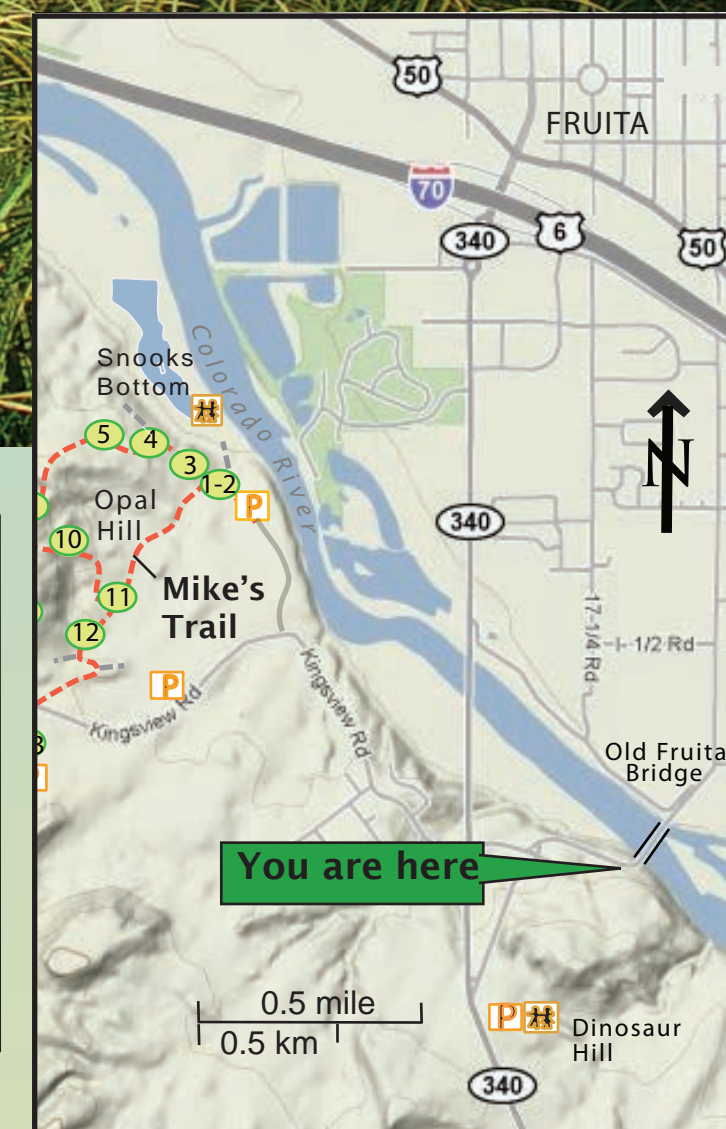 50
FRUITA
70
340
6
50
Snooks
Bottom
Colorado River
5
4
3
1-2
P
Opal
Hill
10
340
N
Mike's
Trail
11
12
17-1/4 Rd
I-1/2 Rd
P
Kingsview Rd
Kingsview Rd
Old Fruita
Bridge
You are here
0.5 mile
0.5 km
P
Dinosaur
Hill
340